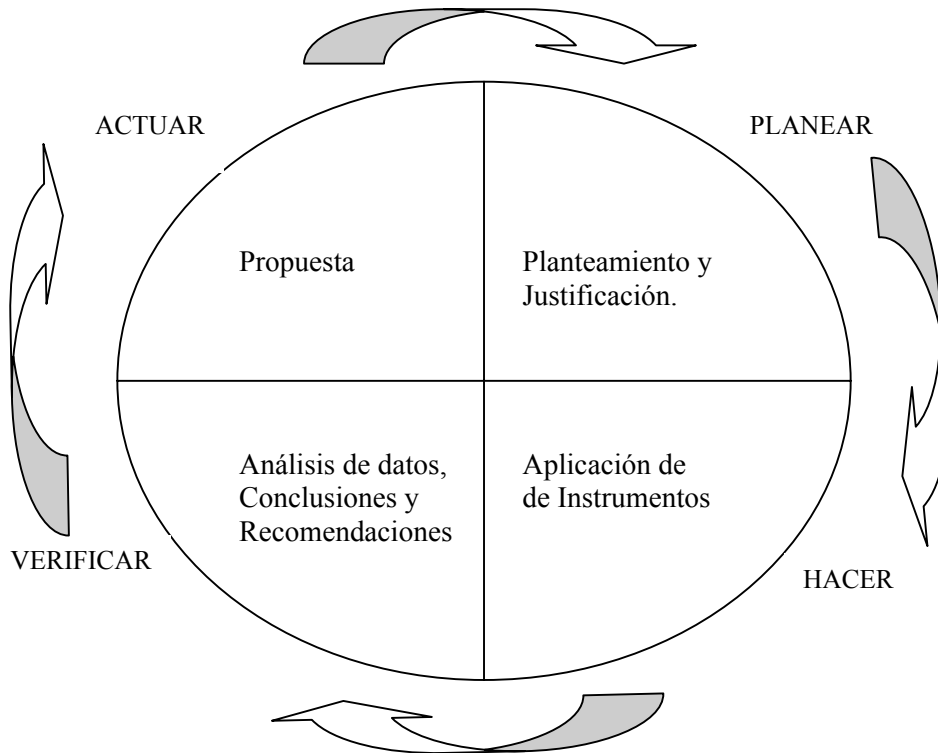 ACTUAR
PLANEAR
Propuesta
Planteamiento y
Justificación.
Análisis de datos,
Conclusiones y
Recomendaciones
Aplicación de
de Instrumentos
VERIFICAR
HACER